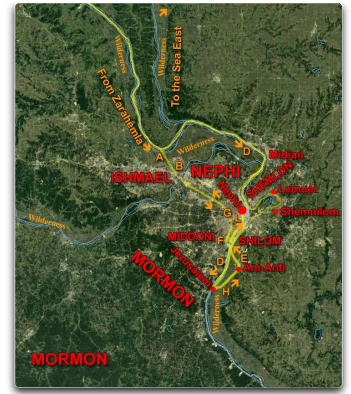 Wilderness
Wilderness
To the Sea East
From Zarahemla
A
Wilderness
D
B
Midian
ISHMAEL
NEPHI
SHEMLON
Lemuel
Nephi
C
G
Shemnilom
Wilderness
MIDDONI
F
SHILOM
E
Jerusalem
D
Ani-Anti
MORMON
H
Wilderness
MORMON